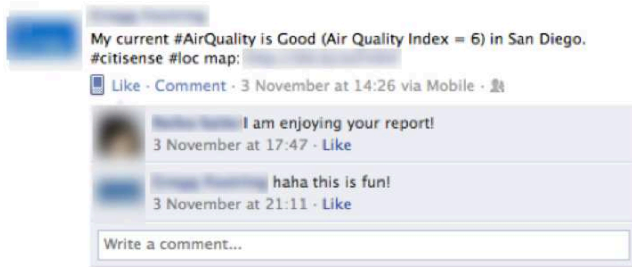 My current #AirQuality is Good (Air Quality Index = 6) in San Diego.
#citisense #loc map:
Like · Comment · 3 November at 14:26 via Mobile ·
I am enjoying your report!
3 November at 17:47 · Like
haha this is fun!
3 November at 21:11 · Like
Write a comment...